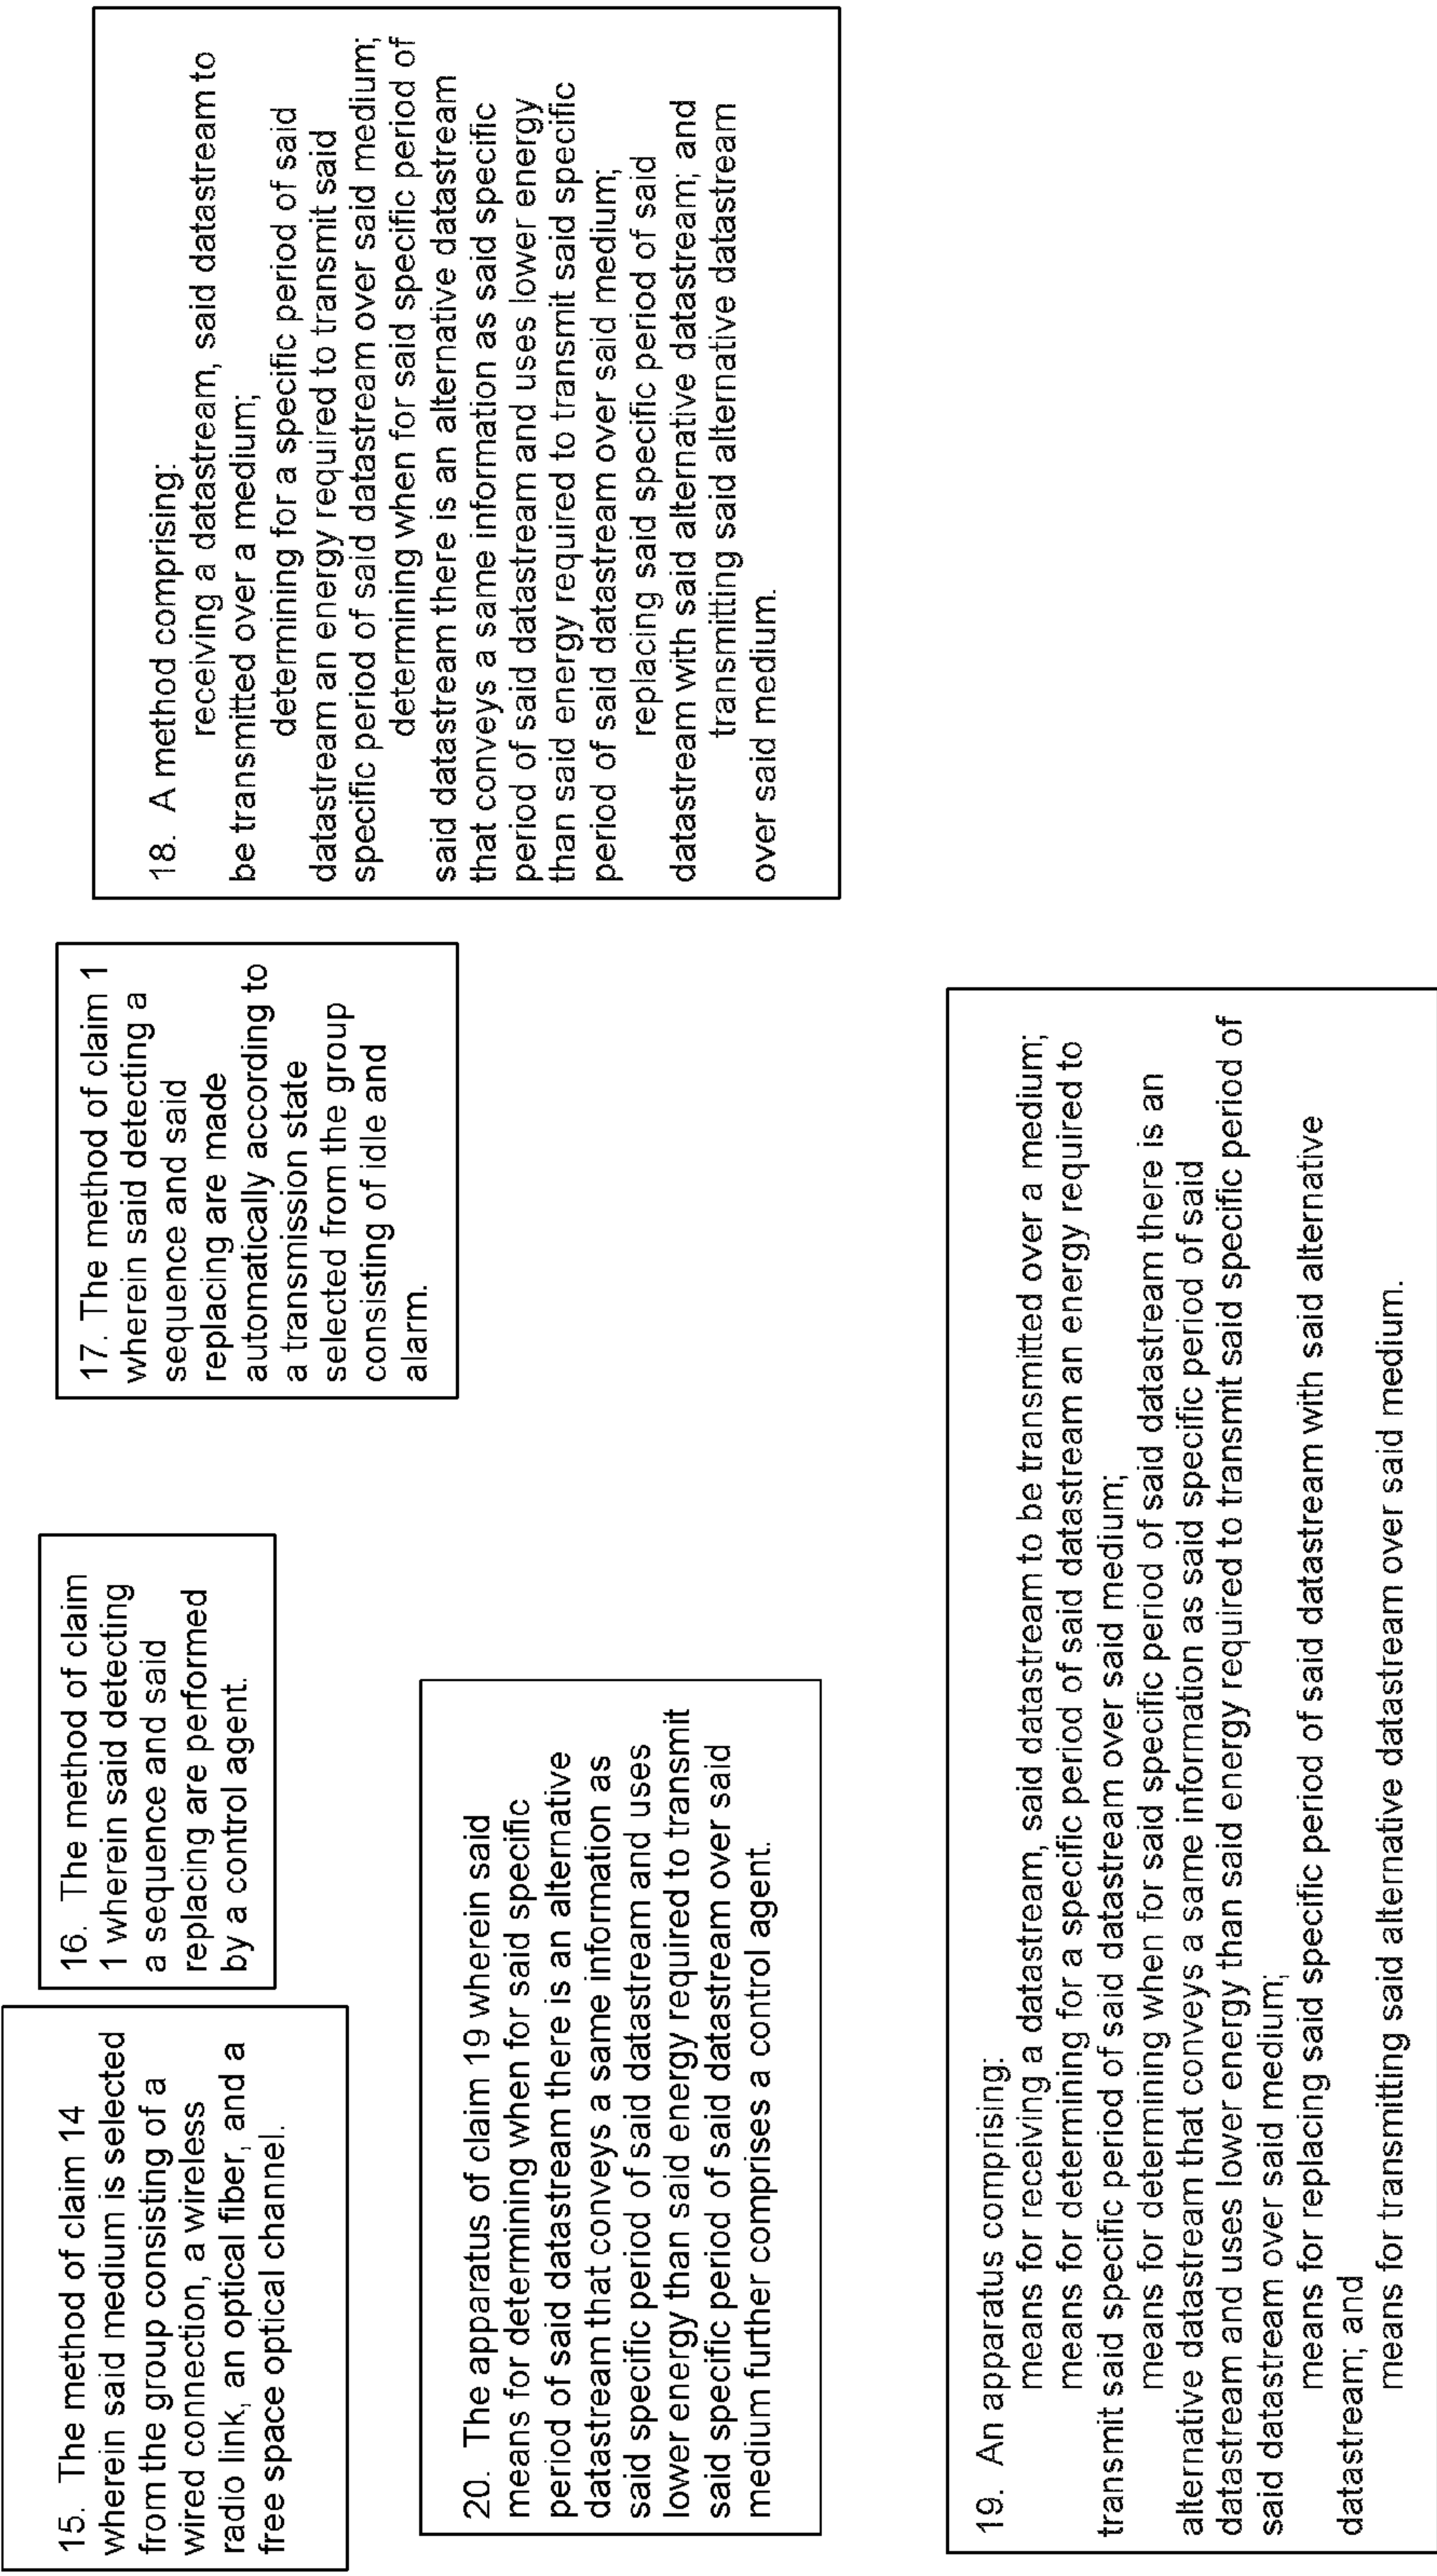 15.  The method of claim 14
wherein said medium is selected
from the group consisting of a
wired connection, a wireless
radio link, an optical fiber, and a
free space optical channel.
16.  The method of claim
1 wherein said detecting
a sequence and said
replacing are performed
by a control agent.
17. The method of claim 1
wherein said detecting a
sequence and said
replacing are made
automatically according to
a transmission state
selected from the group
consisting of idle and
alarm.
18.  A method comprising:
receiving a datastream, said datastream to
be transmitted over a medium;
determining for a specific period of said
datastream an energy required to transmit said
specific period of said datastream over said medium;
determining when for said specific period of
said datastream there is an alternative datastream
that conveys a same information as said specific
period of said datastream and uses lower energy
than said energy required to transmit said specific
period of said datastream over said medium;
replacing said specific period of said
datastream with said alternative datastream; and
transmitting said alternative datastream
over said medium.
20.  The apparatus of claim 19 wherein said
means for determining when for said specific
period of said datastream there is an alternative
datastream that conveys a same information as
said specific period of said datastream and uses
lower energy than said energy required to transmit
said specific period of said datastream over said
medium further comprises a control agent.
19.  An apparatus comprising:
means for receiving a datastream, said datastream to be transmitted over a medium;
means for determining for a specific period of said datastream an energy required to
transmit said specific period of said datastream over said medium;
means for determining when for said specific period of said datastream there is an
alternative datastream that conveys a same information as said specific period of said
datastream and uses lower energy than said energy required to transmit said specific period of
said datastream over said medium;
means for replacing said specific period of said datastream with said alternative
datastream; and
means for transmitting said alternative datastream over said medium.